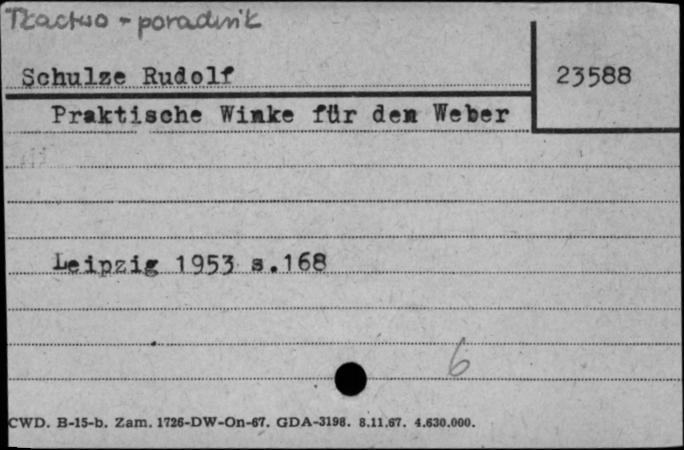 Tkactwo - poradnik
Schulze Rudolf
23588
Praktische Winke für den Weber
Leipzig 1953 s.168
6
CWD. B-15-b. Zam. 1726-DW-On-67. GDA-3198. 8.11.67. 4.630.000.